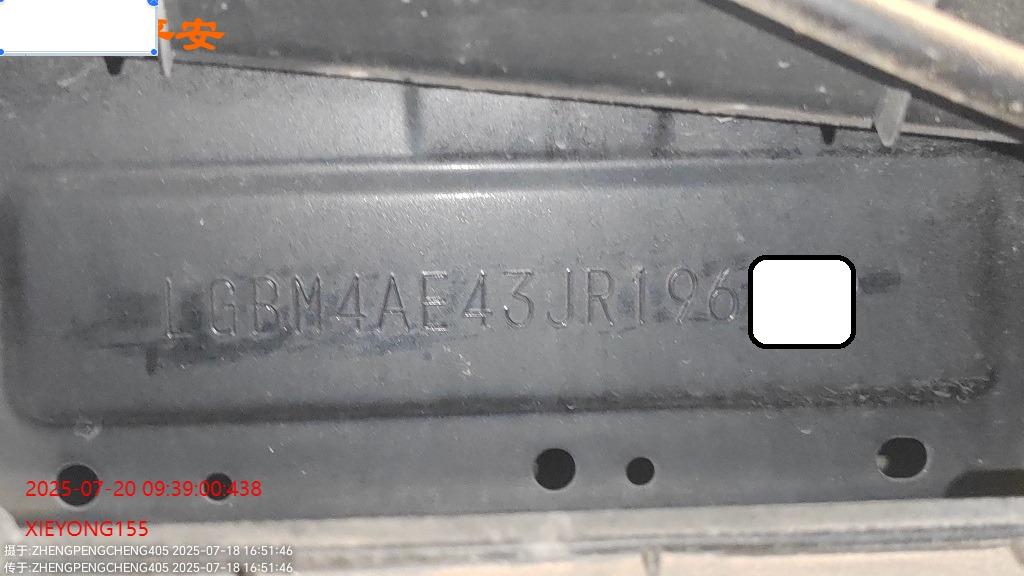 平安
LGBM4AE43JR196
2025-07-20 09:39:00:438
XIEYONG155
摄于:ZHENGPENGCHENG405 2025-07-18 16:51:46
传于:ZHENGPENGCHENG405 2025-07-18 16:51:46